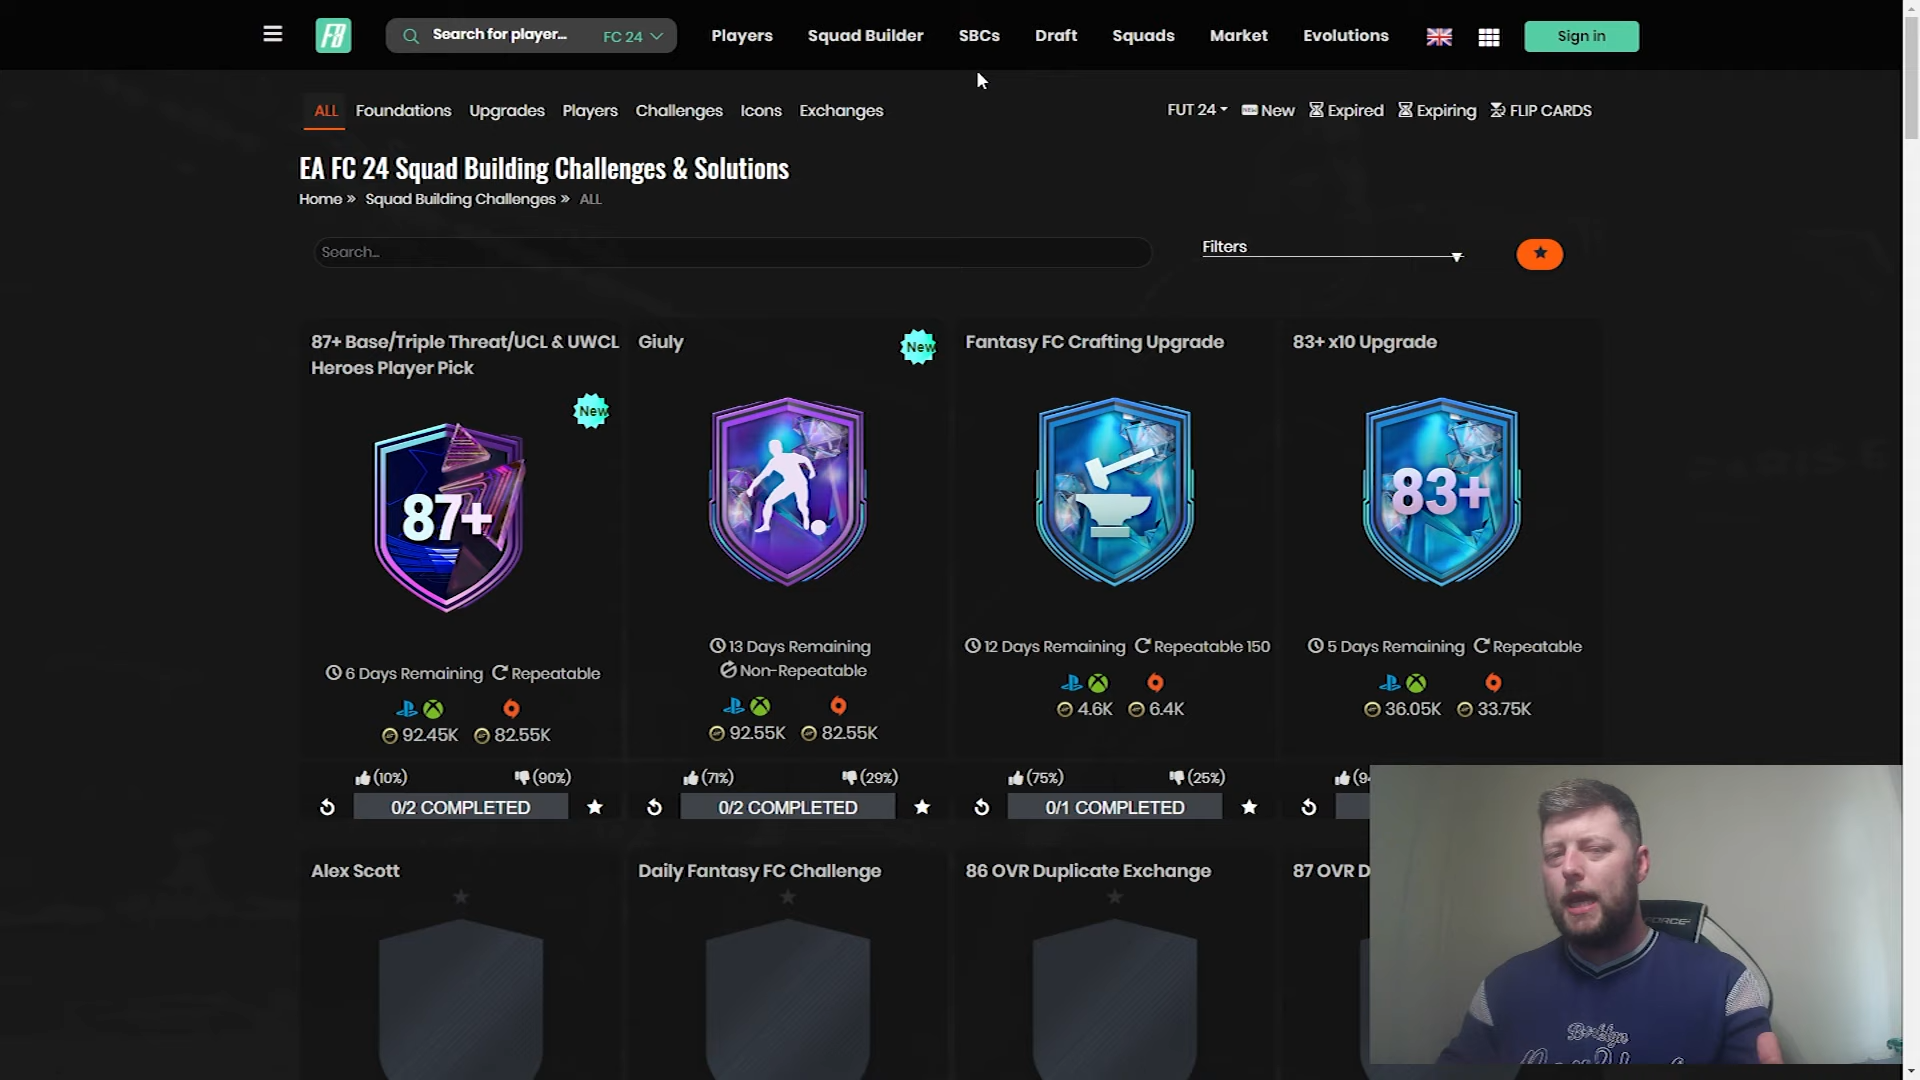 F8
Search for player...
FC 24
Players
Squad Builder
SBCs
Draft
Squads
Market
Evolutions
Sign in
ALL
Foundations
Upgrades
Players
Challenges
Icons
Exchanges
FUT 24
New
Expired
Expiring
FLIP CARDS
EA FC 24 Squad Building Challenges & Solutions
Home » Squad Building Challenges » ALL
Search...
Filters
87+ Base/Triple Threat/UCL & UWCL
Heroes Player Pick
New
87+
6 Days Remaining Repeatable
92.45K 82.55K
(10%) (90%)
0/2 COMPLETED
Giuly
New
13 Days Remaining
Non-Repeatable
92.55K 82.55K
(71%) (29%)
0/2 COMPLETED
Fantasy FC Crafting Upgrade
12 Days Remaining Repeatable 150
4.6K 6.4K
(75%) (25%)
0/1 COMPLETED
83+ x10 Upgrade
83+
5 Days Remaining Repeatable
36.05K 33.75K
(94
Alex Scott
Daily Fantasy FC Challenge
86 OVR Duplicate Exchange
87 OVR D